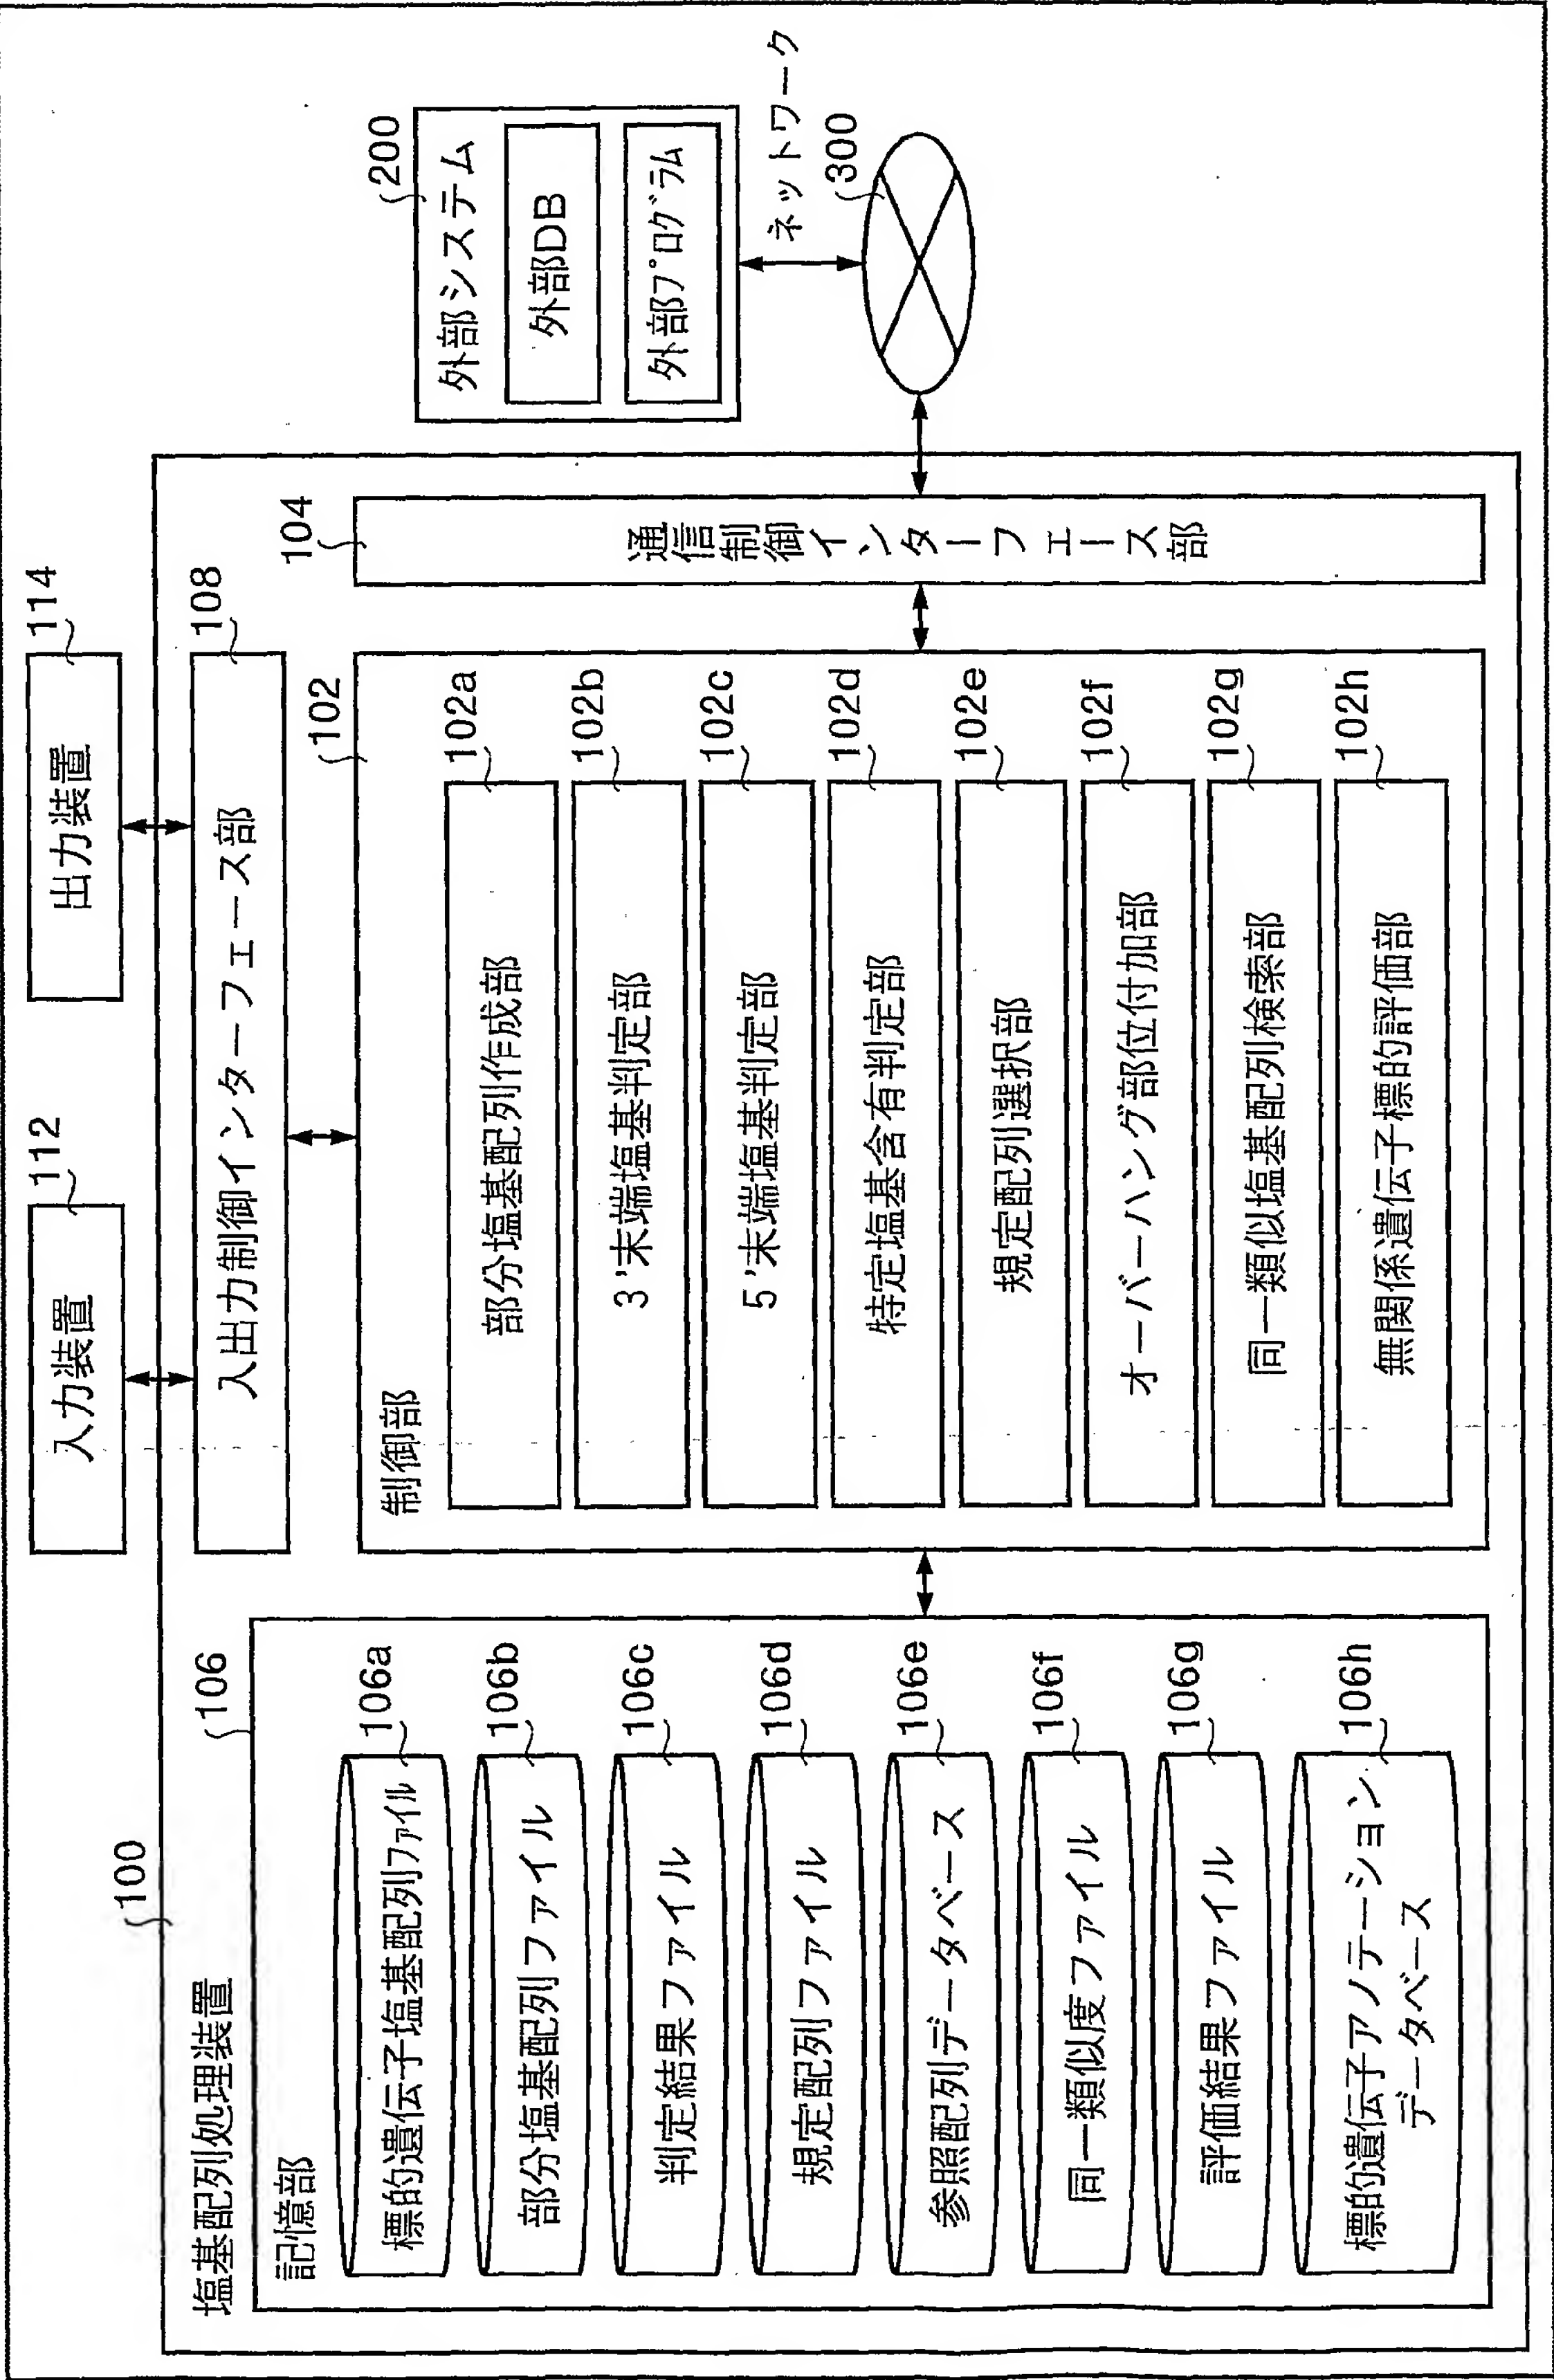 100
塩基配列処理装置
106
記憶部
標的遺伝子塩基配列ファイル
106a
部分塩基配列ファイル
106b
判定結果ファイル
106c
規定配列ファイル
106d
参照配列データベース
106e
同一類似度ファイル
106f
評価結果ファイル
106g
標的遺伝子アノテーション
データベース
106h
入力装置
112
出力装置
114
入出力制御インターフェース部
108
102
制御部
部分塩基配列作成部
102a
3'末端塩基判定部
102b
5'末端塩基判定部
102c
特定塩基含有判定部
102d
規定配列選択部
102e
オーバーハング部位付加部
102f
同一類似塩基配列検索部
102g
無関係遺伝子標的評価部
102h
104
通信制御インターフェース部
200
外部システム
外部DB
外部プログラム
ネットワーク
300